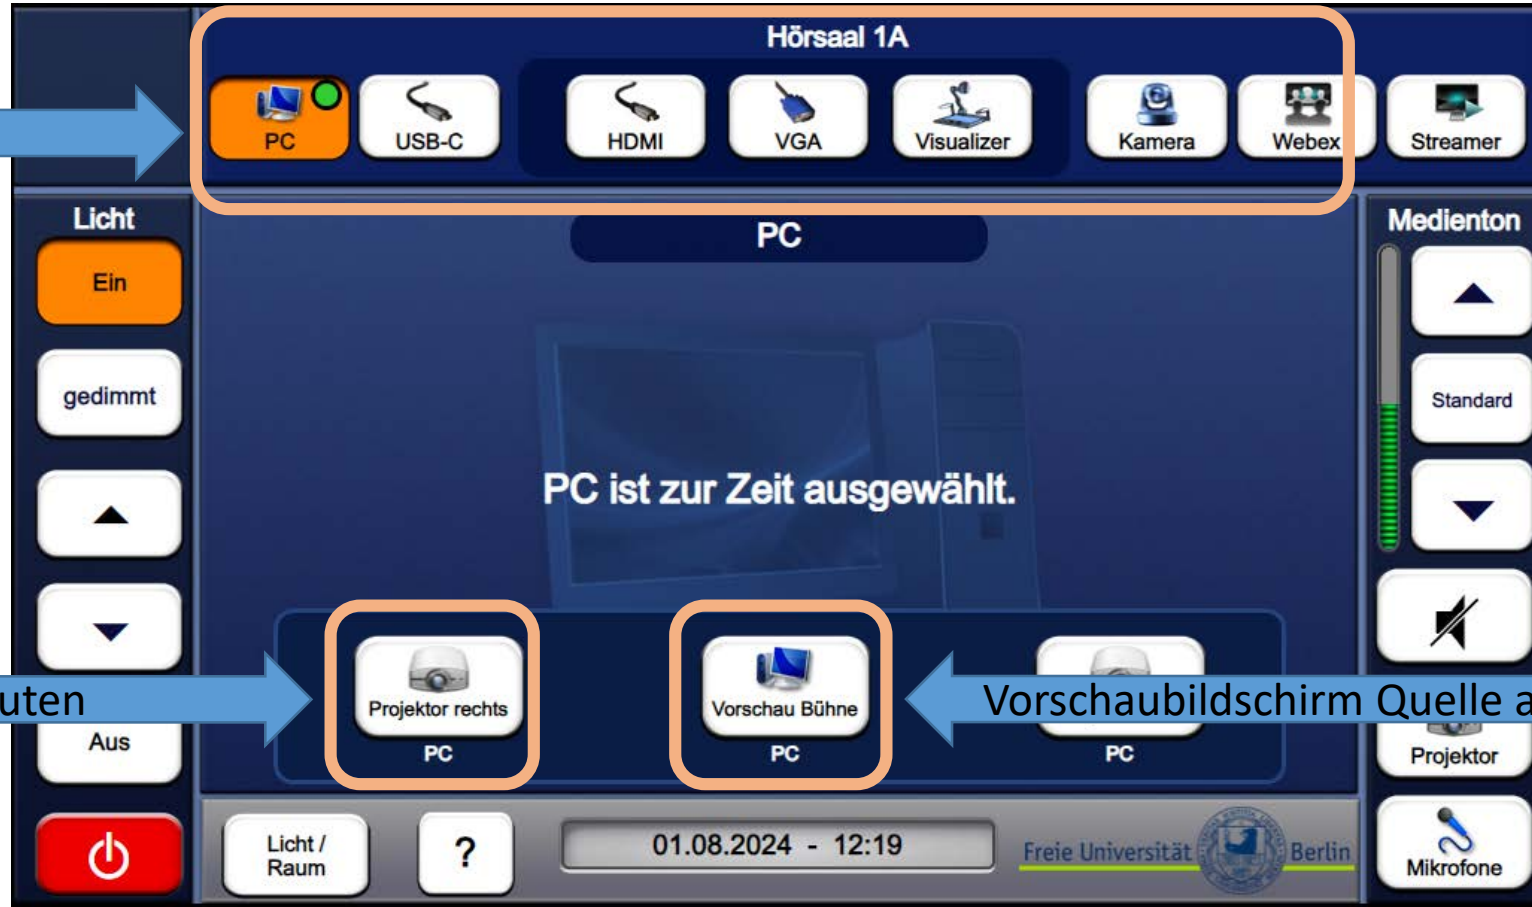 Hörsaal 1A
PC
USB-C
HDMI
VGA
Visualizer
Kamera
Webex
Streamer
Licht
Ein
gedimmt
Aus
PC
PC ist zur Zeit ausgewählt.
Medienton
Standard
uten
Projektor rechts
PC
Vorschau Bühne
PC
Vorschaubildschirm Quelle a
PC
Projektor
Mikrofone
Licht /
Raum
?
01.08.2024 - 12:19
Freie Universität Berlin